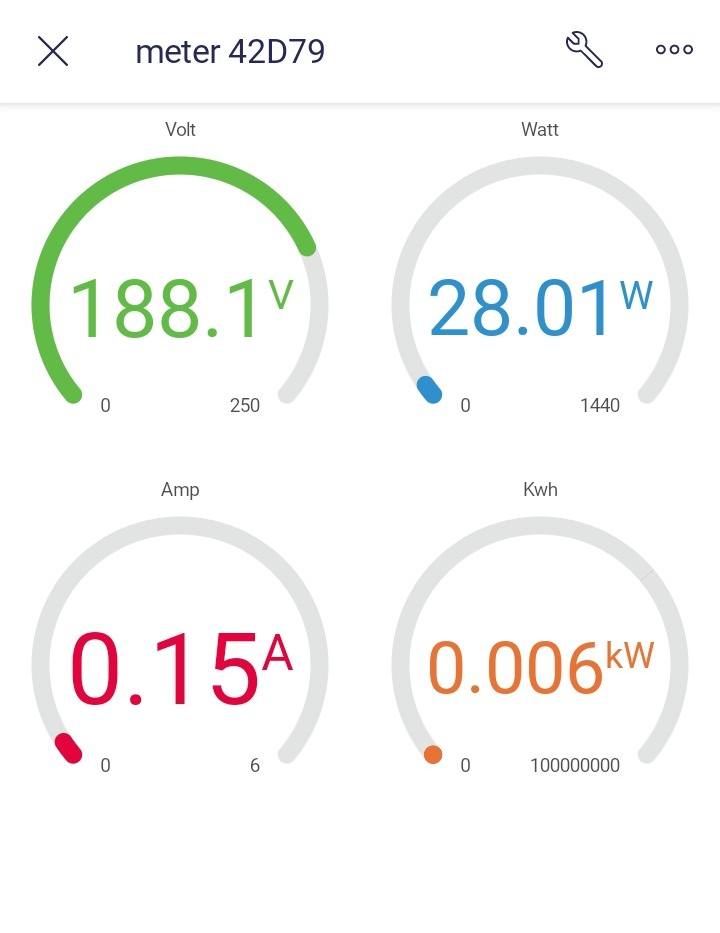 meter 42D79
Volt
Watt
188.1V
28.01W
0 250
0 1440
Amp
Kwh
0.15A
0.006kW
0 6
0 100000000